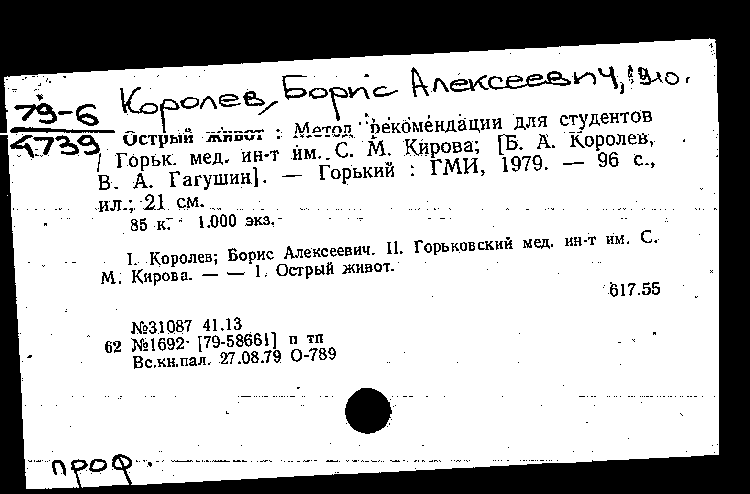 Королев, Борис Алексеевич, 1910.
79-6
4739
Острый живот : Метод. рекомендации для студентов
/ Горьк. мед. ин-т им. С. М. Кирова; [Б. А. Королев,
В. А. Гагушин]. — Горький : ГМИ, 1979. — 96 с.,
ил.; 21 см.
85 к. 1.000 экз.
I. Королев, Борис Алексеевич. II. Горьковский мед. ин-т им. С.
М. Кирова. — — 1. Острый живот.
617.55
№31087 41.13
62 №1692 [79-58661] п тп
Вс.кн.пал. 27.08.79 О-789
проф.